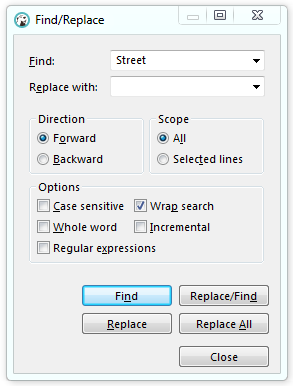 Find/Replace
Find: Street
Replace with:
Direction Scope
Forward All
Backward Selected lines
Options
Case sensitive Wrap search
Whole word Incremental
Regular expressions
Find Replace/Find
Replace Replace All
Close